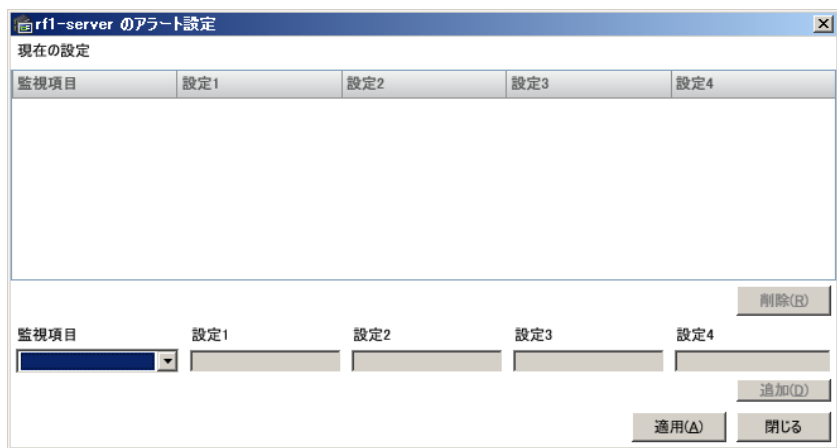 rf1-server のアラート設定
現在の設定
監視項目 設定1 設定2 設定3 設定4
削除(R)
監視項目 設定1 設定2 設定3 設定4
追加(D)
適用(A) 閉じる